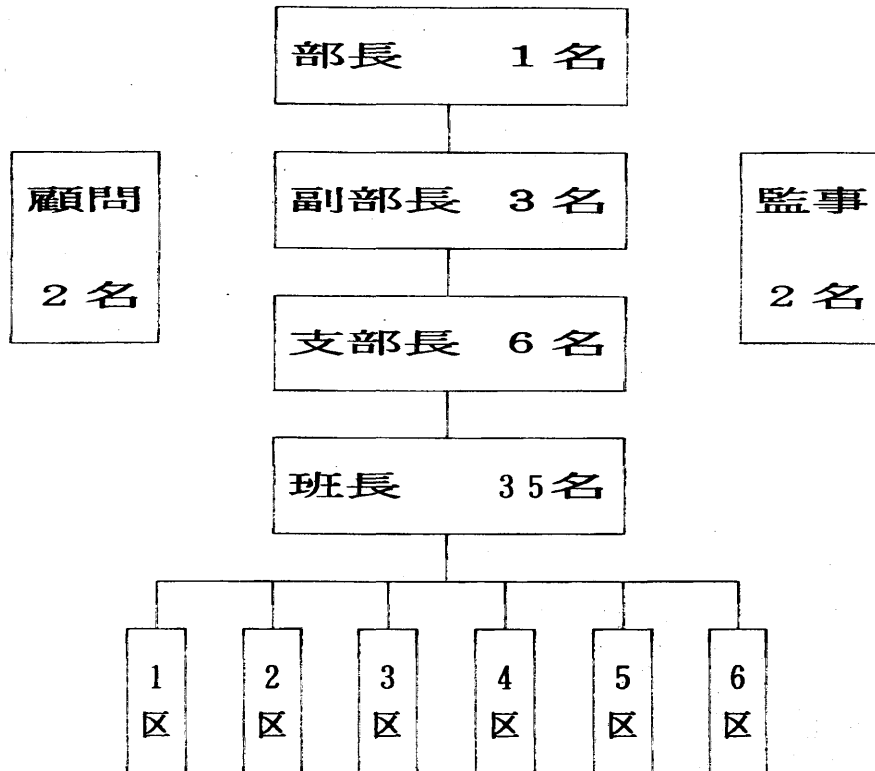 部長 1名
顧問
2名
副部長 3名
監事
2名
支部長 6名
班長 35名
1区
2区
3区
4区
5区
6区